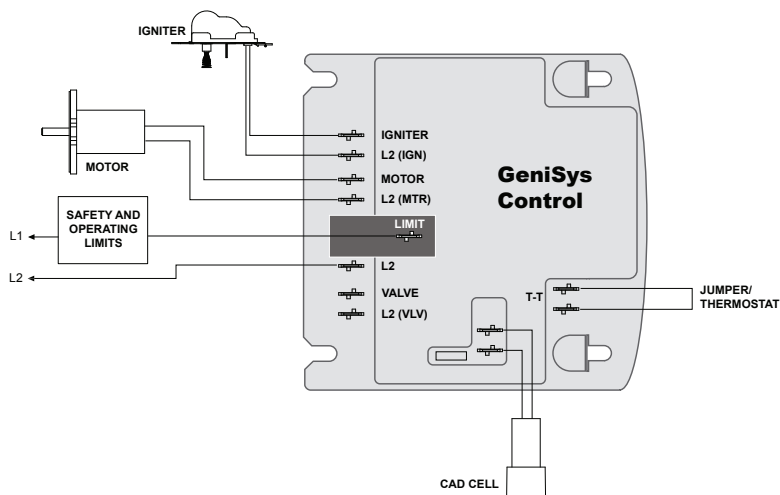 IGNITER
MOTOR
SAFETY AND
OPERATING
LIMITS
L1
L2
IGNITER
L2 (IGN)
MOTOR
L2 (MTR)
LIMIT
L2
VALVE
L2 (VLV)
GeniSys
Control
T-T
JUMPER/
THERMOSTAT
CAD CELL